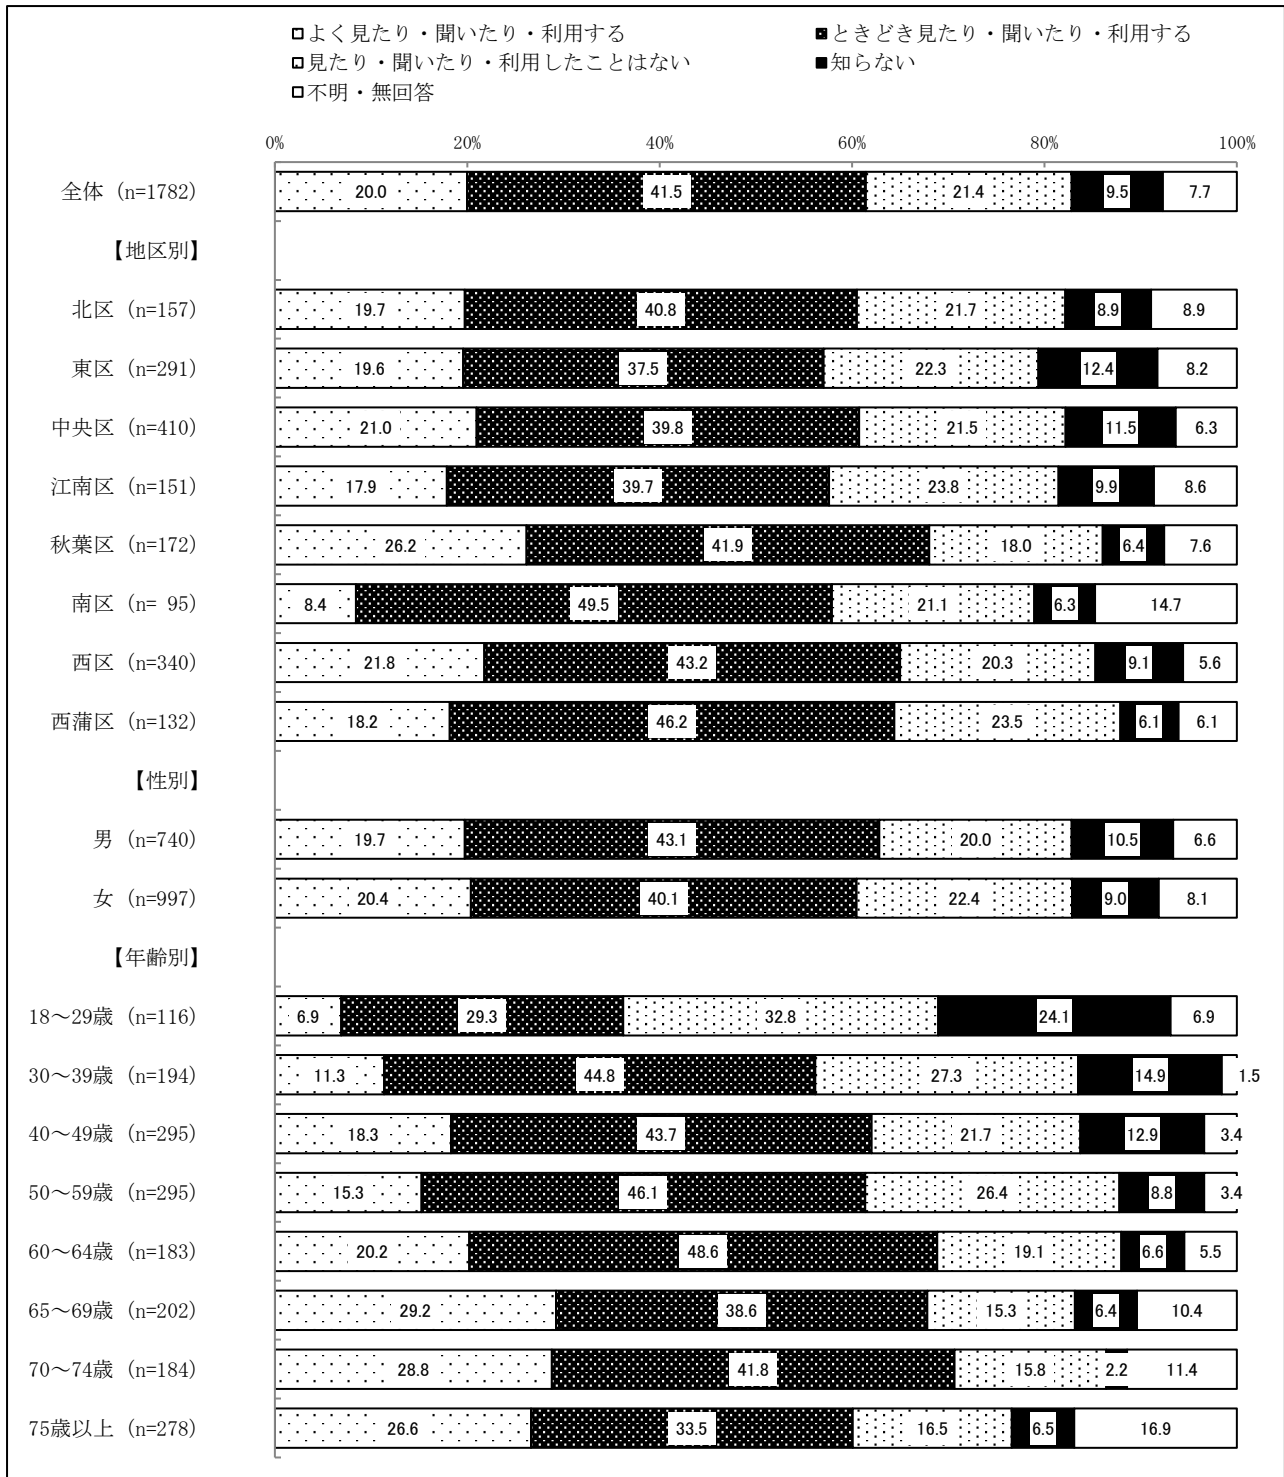 よく見たり・聞いたり・利用する ときどき見たり・聞いたり・利用する
見たり・聞いたり・利用したことはない 知らない
不明・無回答
0% 20% 40% 60% 80% 100%
全体 (n=1782) 20.0 41.5 21.4 9.5 7.7
【地区別】
北区 (n=157) 19.7 40.8 21.7 8.9 8.9
東区 (n=291) 19.6 37.5 22.3 12.4 8.2
中央区 (n=410) 21.0 39.8 21.5 11.5 6.3
江南区 (n=151) 17.9 39.7 23.8 9.9 8.6
秋葉区 (n=172) 26.2 41.9 18.0 6.4 7.6
南区 (n= 95) 8.4 49.5 21.1 6.3 14.7
西区 (n=340) 21.8 43.2 20.3 9.1 5.6
西蒲区 (n=132) 18.2 46.2 23.5 6.1 6.1
【性別】
男 (n=740) 19.7 43.1 20.0 10.5 6.6
女 (n=997) 20.4 40.1 22.4 9.0 8.1
【年齢別】
18～29歳 (n=116) 6.9 29.3 32.8 24.1 6.9
30～39歳 (n=194) 11.3 44.8 27.3 14.9 1.5
40～49歳 (n=295) 18.3 43.7 21.7 12.9 3.4
50～59歳 (n=295) 15.3 46.1 26.4 8.8 3.4
60～64歳 (n=183) 20.2 48.6 19.1 6.6 5.5
65～69歳 (n=202) 29.2 38.6 15.3 6.4 10.4
70～74歳 (n=184) 28.8 41.8 15.8 2.2 11.4
75歳以上 (n=278) 26.6 33.5 16.5 6.5 16.9